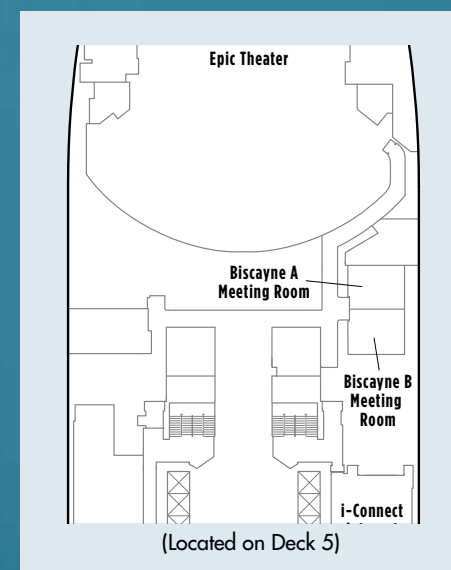 Epic Theater
Biscayne A
Meeting Room
Biscayne B
Meeting
Room
i-Connect
(Located on Deck 5)